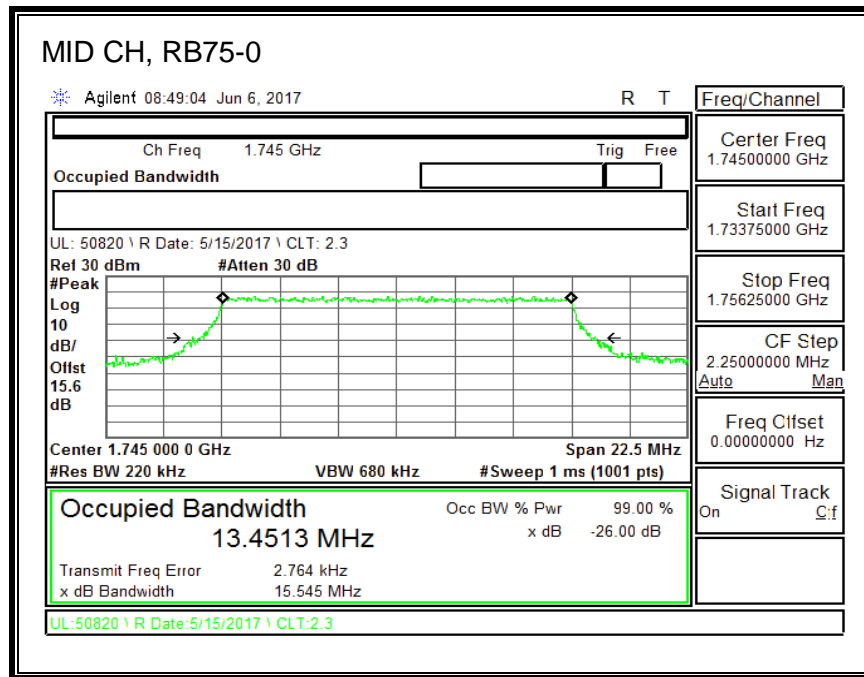 MID CH, RB75-0
Agilent 08:49:04 Jun 6, 2017 R T
Ch Freq 1.745 GHz Trig Free
Occupied Bandwidth
UL: 50820 \ R Date: 5/15/2017 \ CLT: 2.3
Ref 30 dBm #Atten 30 dB
#Peak
Log
10
dB/
Offst
15.6
dB
Center 1.745 000 0 GHz Span 22.5 MHz
#Res BW 220 kHz VBW 680 kHz #Sweep 1 ms (1001 pts)
Occupied Bandwidth Occ BW % Pwr 99.00 %
13.4513 MHz x dB -26.00 dB
Transmit Freq Error 2.764 kHz
x dB Bandwidth 15.545 MHz
UL:50820 \ R Date:5/15/2017 \ CLT:2.3
Freq/Channel
Center Freq
1.74500000 GHz
Start Freq
1.73375000 GHz
Stop Freq
1.75625000 GHz
CF Step
2.25000000 MHz
Auto Man
Freq Offset
0.00000000 Hz
Signal Track
On Off